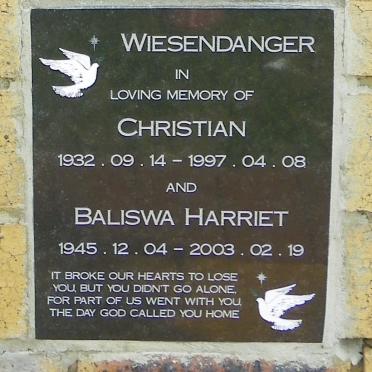 WIESENDANGER
IN
LOVING MEMORY OF
CHRISTIAN
1932 . 09 . 14 – 1997 . 04 . 08
AND
BALISWA HARRIET
1945 . 12 . 04 – 2003 . 02 . 19
IT BROKE OUR HEARTS TO LOSE
YOU, BUT YOU DIDN'T GO ALONE,
FOR PART OF US WENT WITH YOU,
THE DAY GOD CALLED YOU HOME